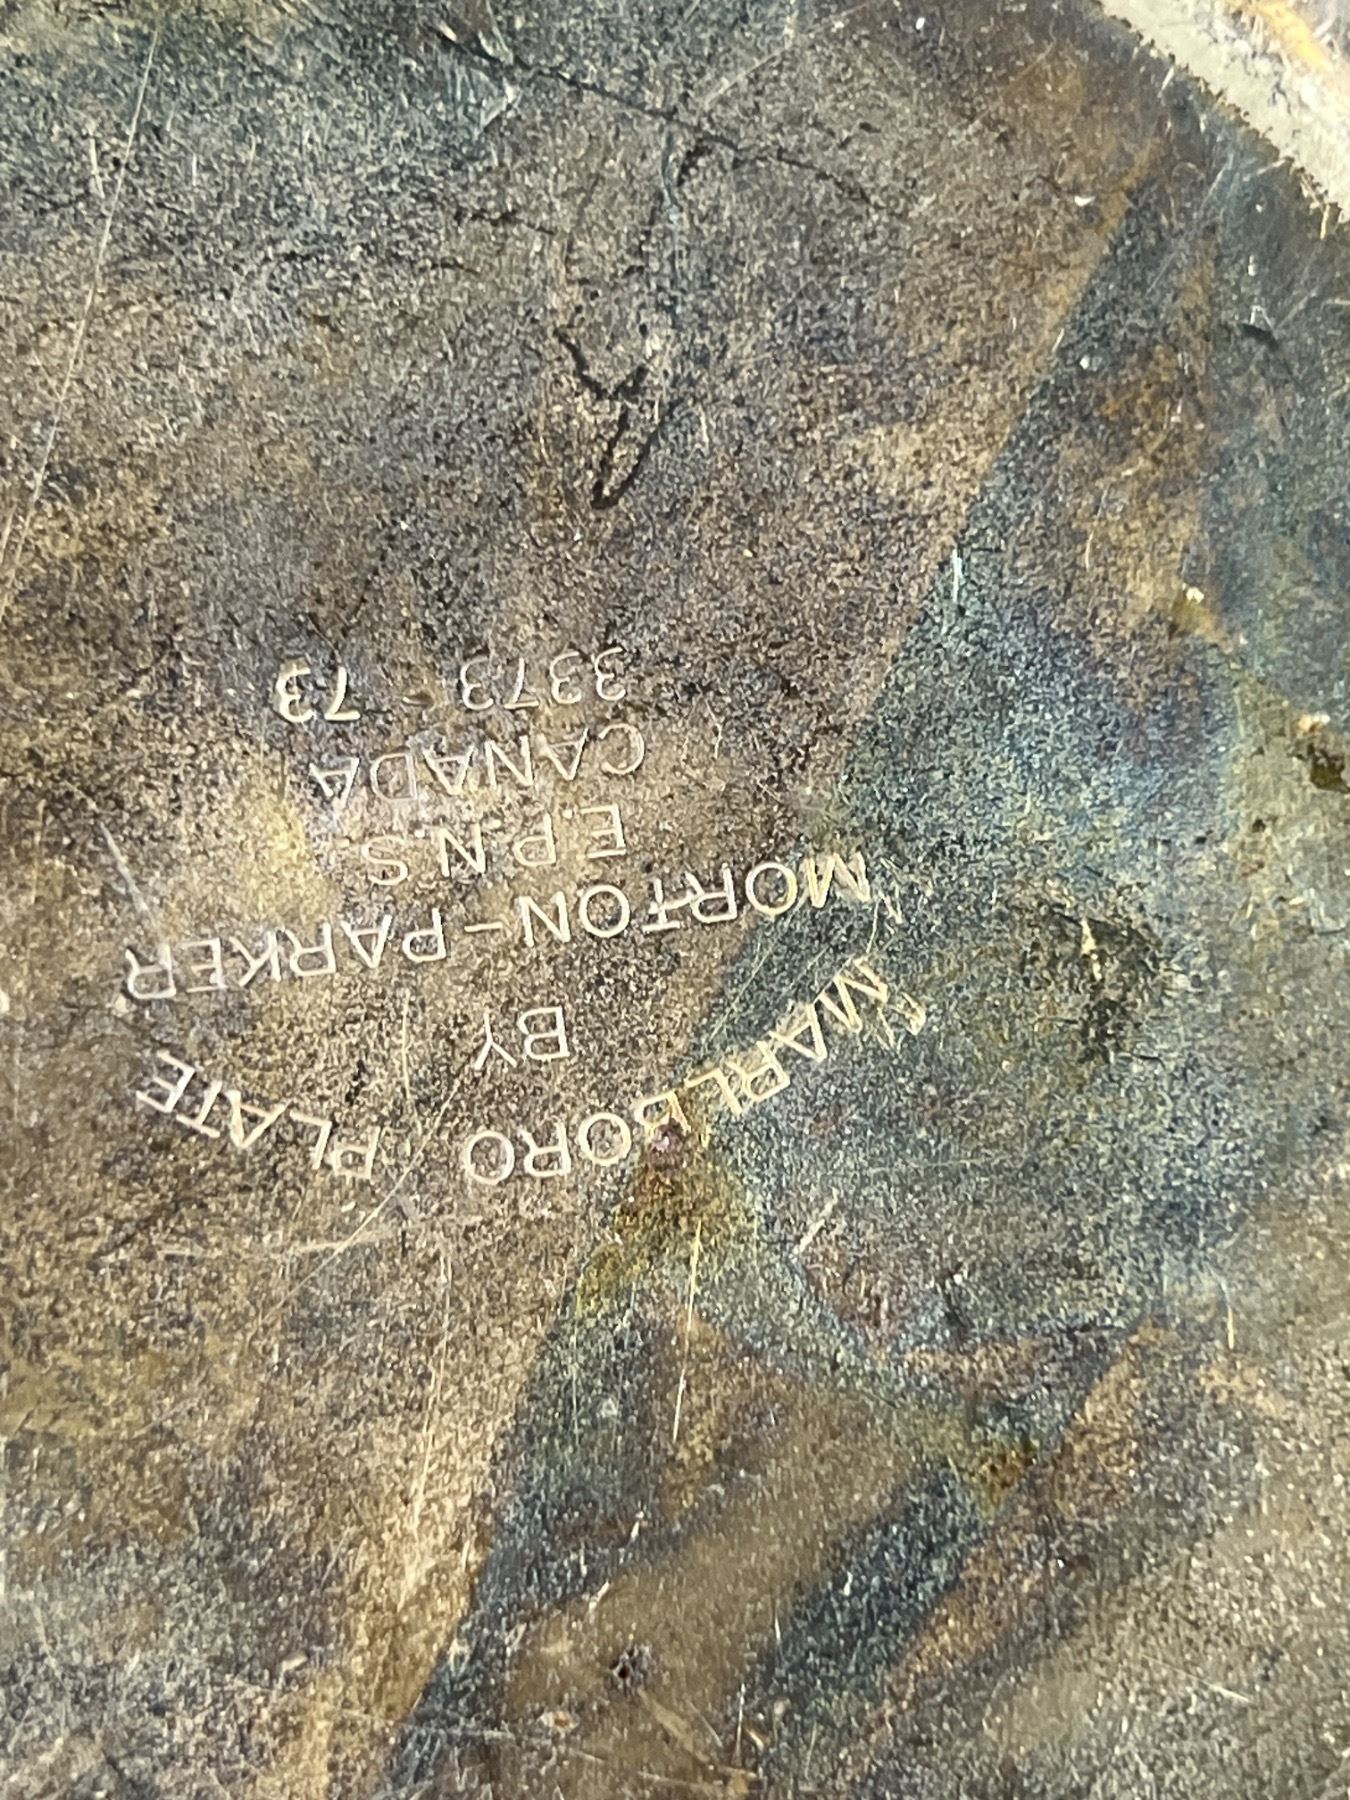 MARLBORO PLATE
BY
MORTON-PARKER
E.P.N.S.
CANADA
3373 - 73